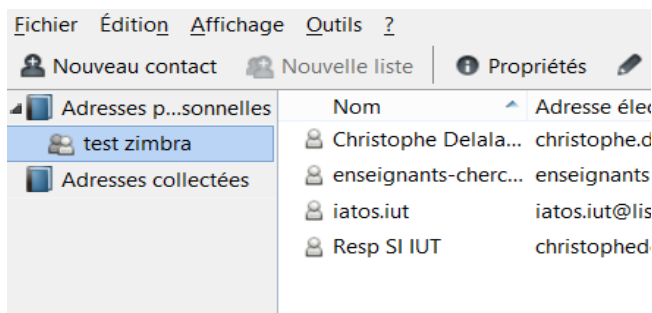 Fichier Édition Affichage Outils ?
Nouveau contact Nouvelle liste Propriétés
Adresses p...sonnelles Nom Adresse élec
test zimbra Christophe Delala... christophe.d
enseignants-cherc... enseignants
Adresses collectées iatos.iut iatos.iut@lis
Resp SI IUT christophed